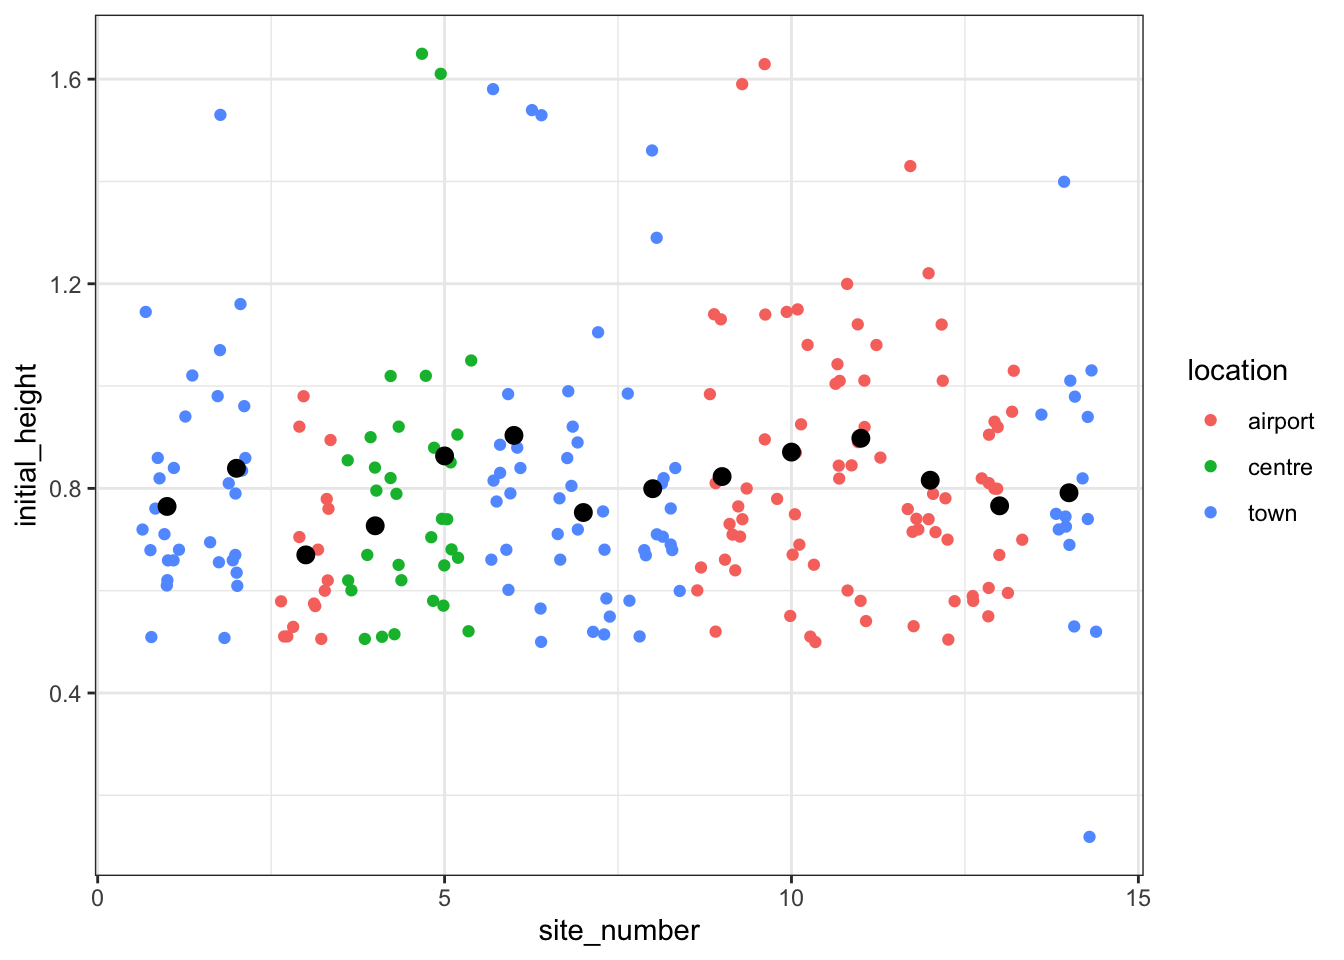 1.6
1.2
0.8
0.4
initial_height
0
5
10
15
site_number
location
airport
centre
town